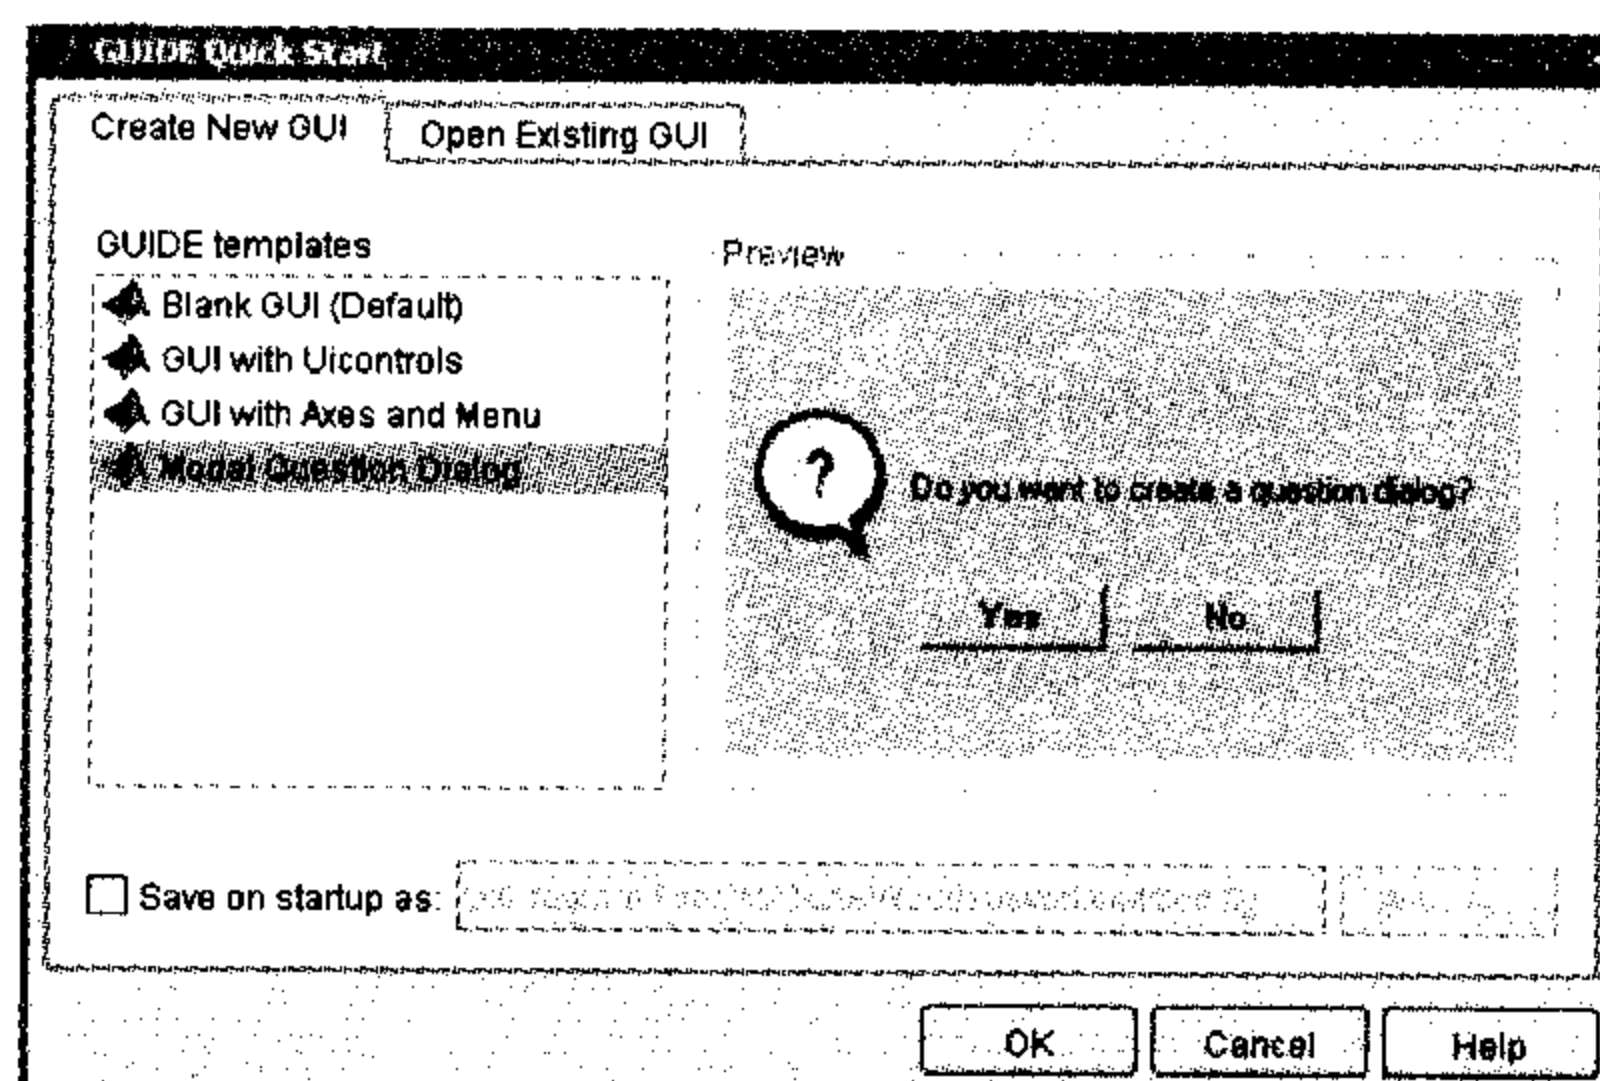 GUIDE Quick Start
Create New GUI
Open Existing GUI
GUIDE templates
Blank GUI (Default)
GUI with Uicontrols
GUI with Axes and Menu
Modal Question Dialog
Preview
?
Do you want to create a question dialog?
Yes
No
Save on startup as:
OK
Cancel
Help